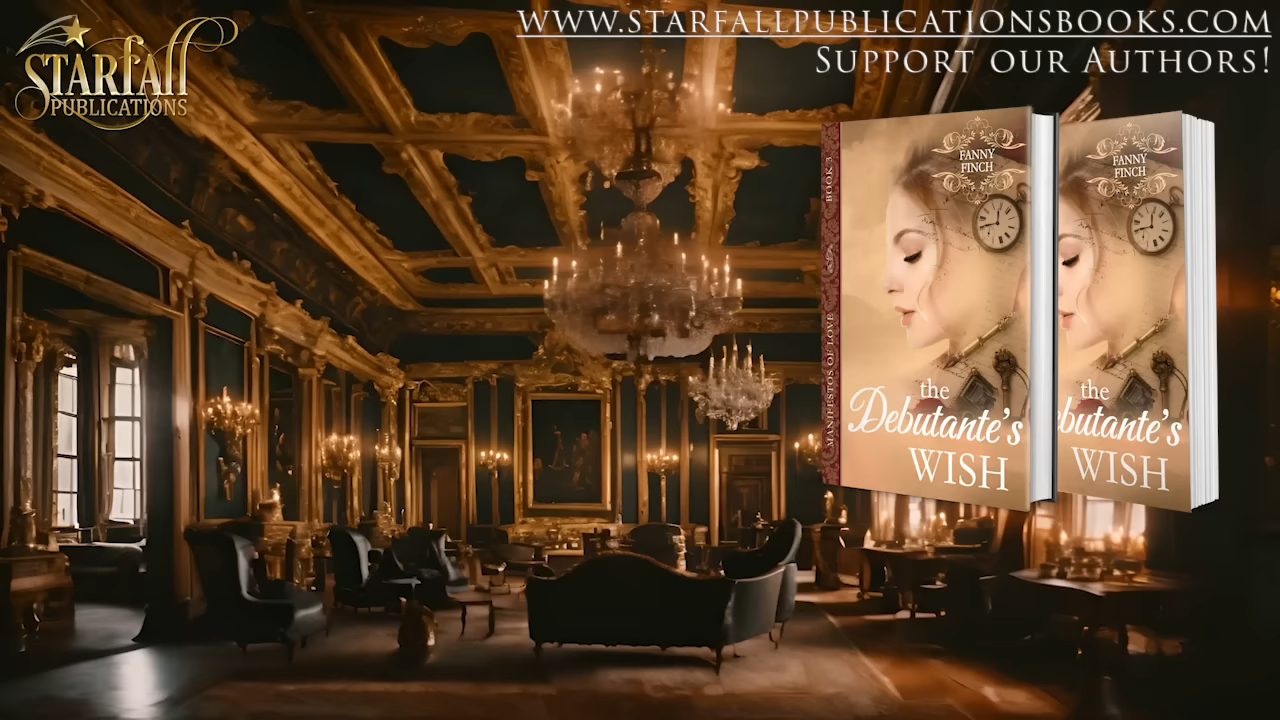 STARfall
PUBLICATIONS
WWW.STARFALLPUBLICATIONSBOOKS.COM
SUPPORT OUR AUTHORS!
BOOK 3
MANIFESTOS OF LOVE
FANNY
FINCH
the
Debutante's
WISH
FANNY
FINCH
the
ebutante's
WISH